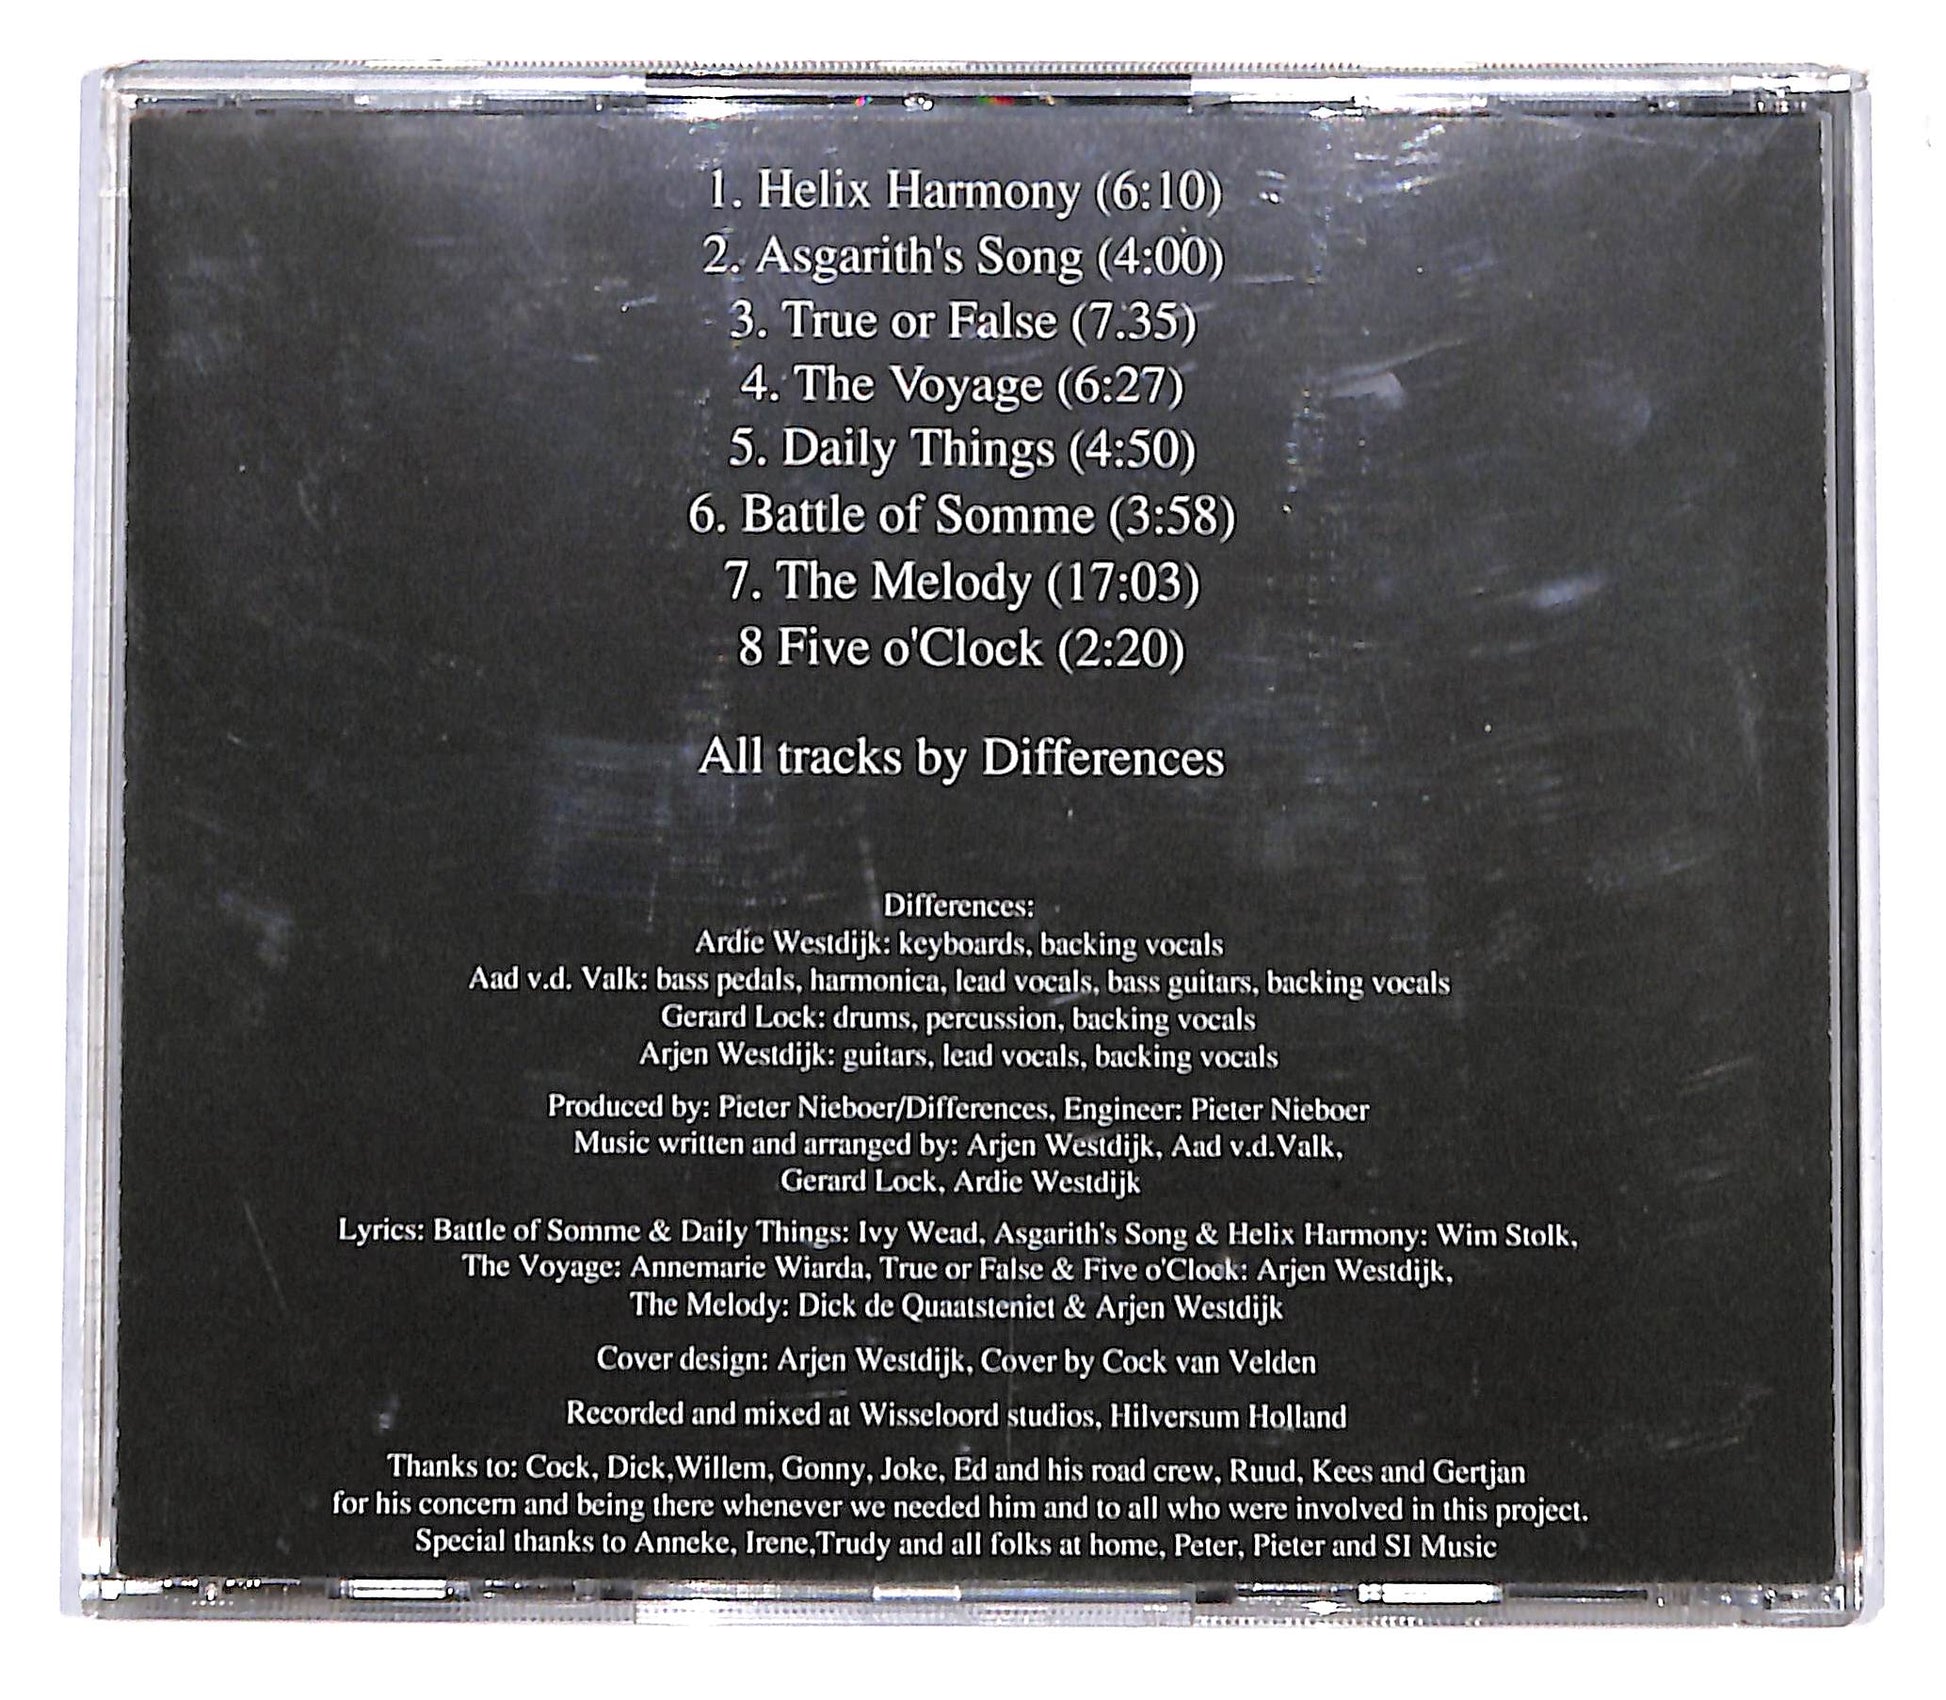 1. Helix Harmony (6:10)
2. Asgarith's Song (4:00)
3. True or False (7.35)
4. The Voyage (6:27)
5. Daily Things (4:50)
6. Battle of Somme (3:58)
7. The Melody (17:03)
8 Five o'Clock (2:20)
All tracks by Differences
Differences:
Ardie Westdijk: keyboards, backing vocals
Aad v.d. Valk: bass pedals, harmonica, lead vocals, bass guitars, backing vocals
Gerard Lock: drums, percussion, backing vocals
Arjen Westdijk: guitars, lead vocals, backing vocals
Produced by: Pieter Nieboer/Differences, Engineer: Pieter Nieboer
Music written and arranged by: Arjen Westdijk, Aad v.d.Valk,
Gerard Lock, Ardie Westdijk
Lyrics: Battle of Somme & Daily Things: Ivy Wead, Asgarith's Song & Helix Harmony: Wim Stolk,
The Voyage: Annemarie Wiarda, True or False & Five o'Clock: Arjen Westdijk,
The Melody: Dick de Quaatsteniet & Arjen Westdijk
Cover design: Arjen Westdijk, Cover by Cock van Velden
Recorded and mixed at Wisseloord studios, Hilversum Holland
Thanks to: Cock, Dick,Willem, Gonny, Joke, Ed and his road crew, Ruud, Kees and Gertjan
for his concern and being there whenever we needed him and to all who were involved in this project.
Special thanks to Anneke, Irene,Trudy and all folks at home, Peter, Pieter and SI Music